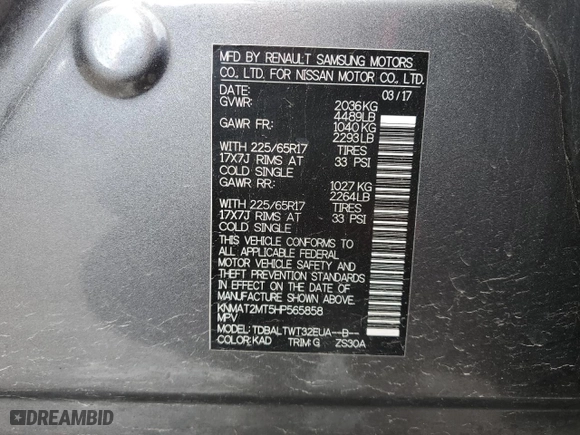 MFD BY RENAULT SAMSUNG MOTORS
CO., LTD. FOR NISSAN MOTOR CO., LTD.
DATE: 03/17
GVWR: 2036KG
4489LB
GAWR FR: 1040KG
2293LB
WITH 225/65R17 TIRES
17X7J RIMS AT 33 PSI
COLD SINGLE
GAWR RR: 1027KG
2264LB
WITH 225/65R17 TIRES
17X7J RIMS AT 33 PSI
COLD SINGLE
THIS VEHICLE CONFORMS TO
ALL APPLICABLE FEDERAL
MOTOR VEHICLE SAFETY AND
THEFT PREVENTION STANDARDS
IN EFFECT ON THE DATE OF
MANUFACTURE SHOWN ABOVE.
KNMAT2MT5HP565858
MPV
MODEL: TDBALTWT32EUA--B--
COLOR: KAD TRIM: G ZS30A
DREAMBID